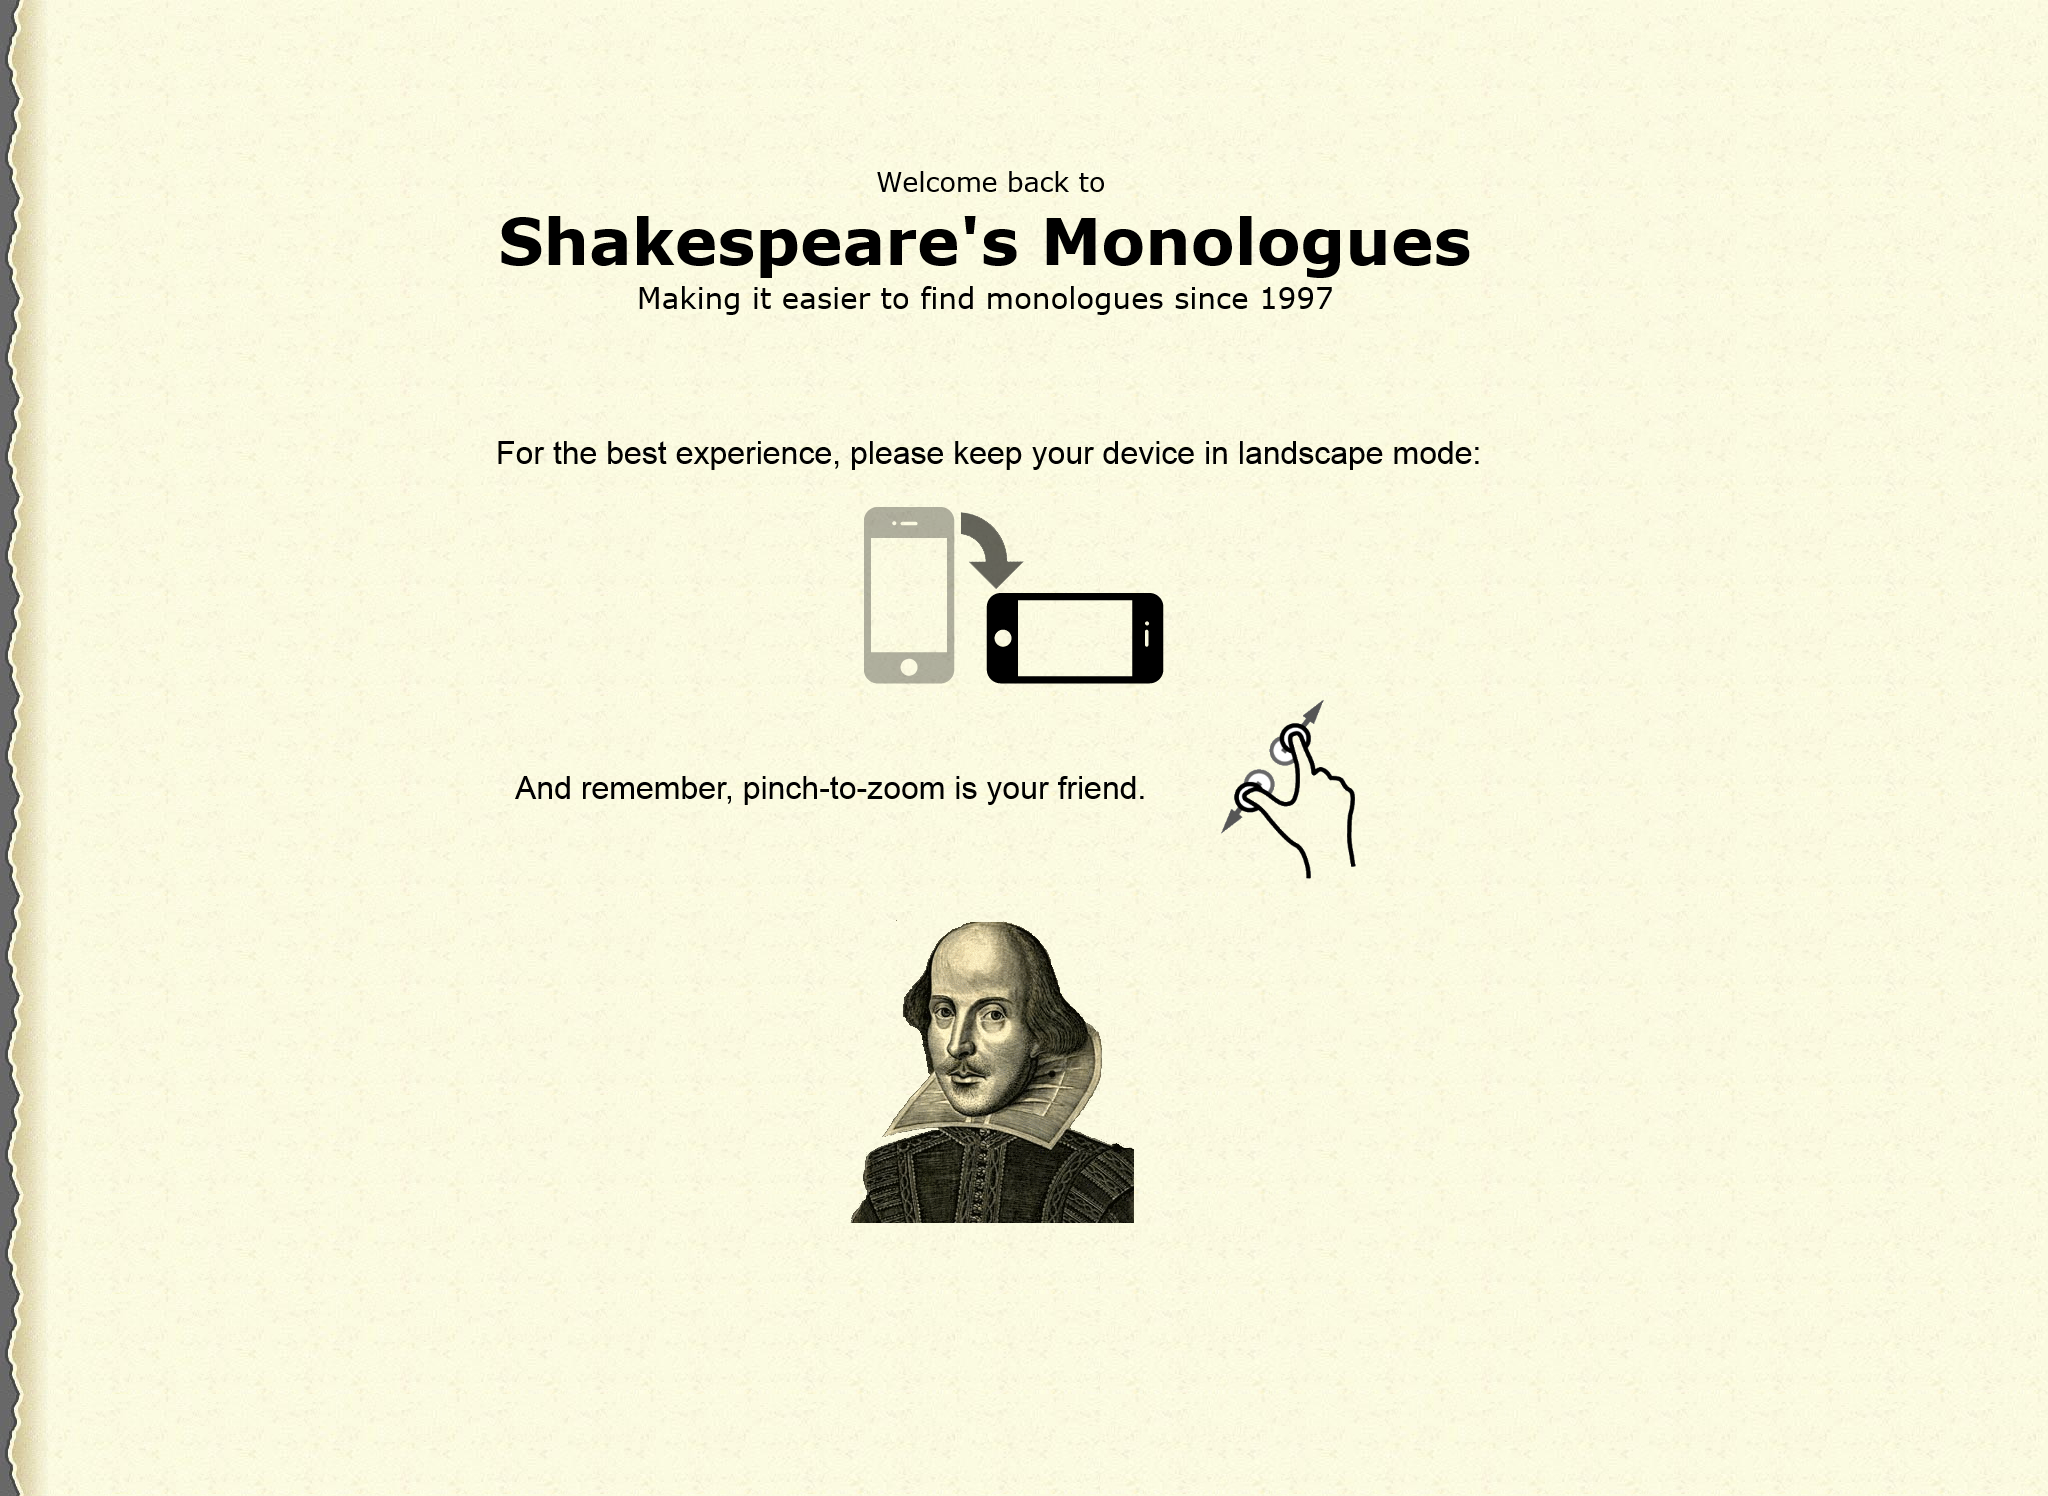 Welcome back to
Shakespeare's Monologues
Making it easier to find monologues since 1997
For the best experience, please keep your device in landscape mode:
And remember, pinch-to-zoom is your friend.